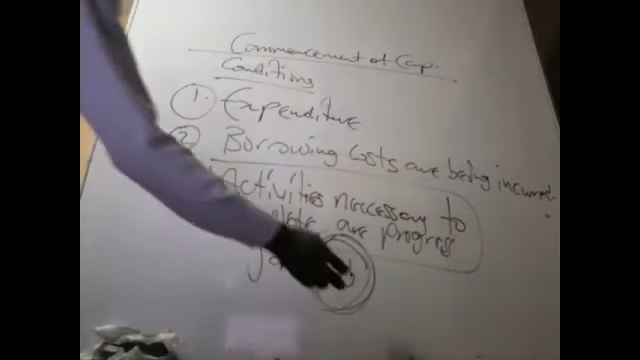 Commencement of Cap.
Conditions
1. Expenditure
2 Borrowing Costs are being incurred.
Activities necessary to
are progress